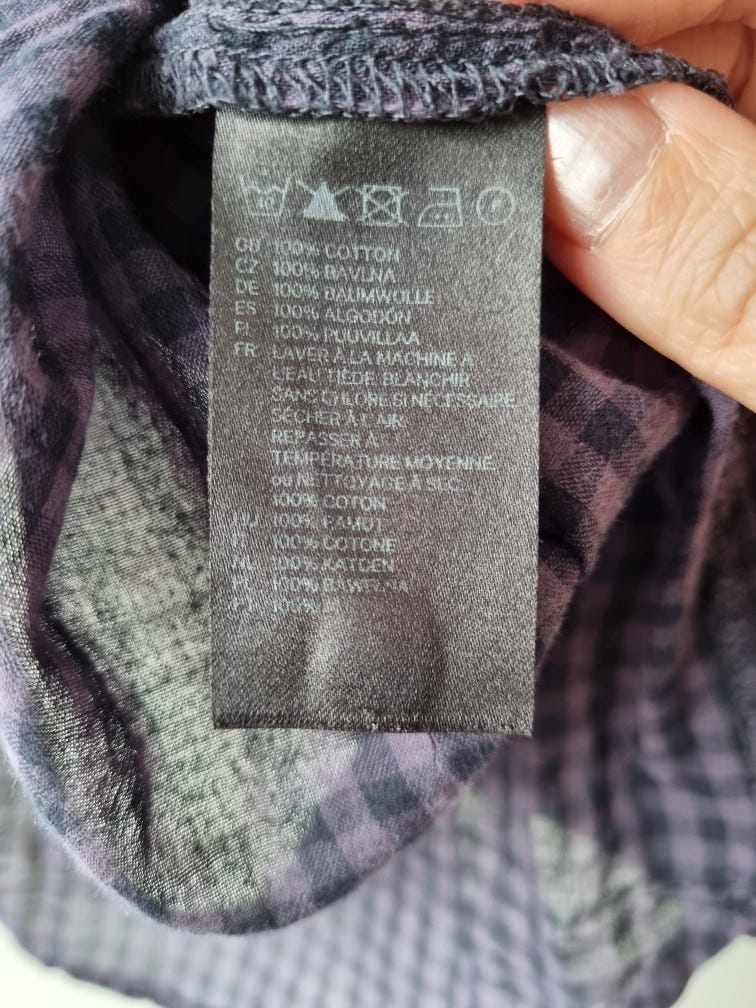 GB 100% COTTON
CZ 100% BAVLNA
DE 100% BAUMWOLLE
ES 100% ALGODÓN
FI 100% PUUVILLAA
FR LAVER À LA MACHINE À
L'EAU TIÈDE BLANCHIR
SANS CHLORE SI NÉCESSAIRE
SÉCHER À L'AIR
REPASSER À
TEMPÉRATURE MOYENNE
OU NETTOYAGE À SEC
100% COTON
HU 100% PAMUT
IT 100% COTONE
NL 100% KATOEN
PL 100% BAWEŁNA
PT 100%